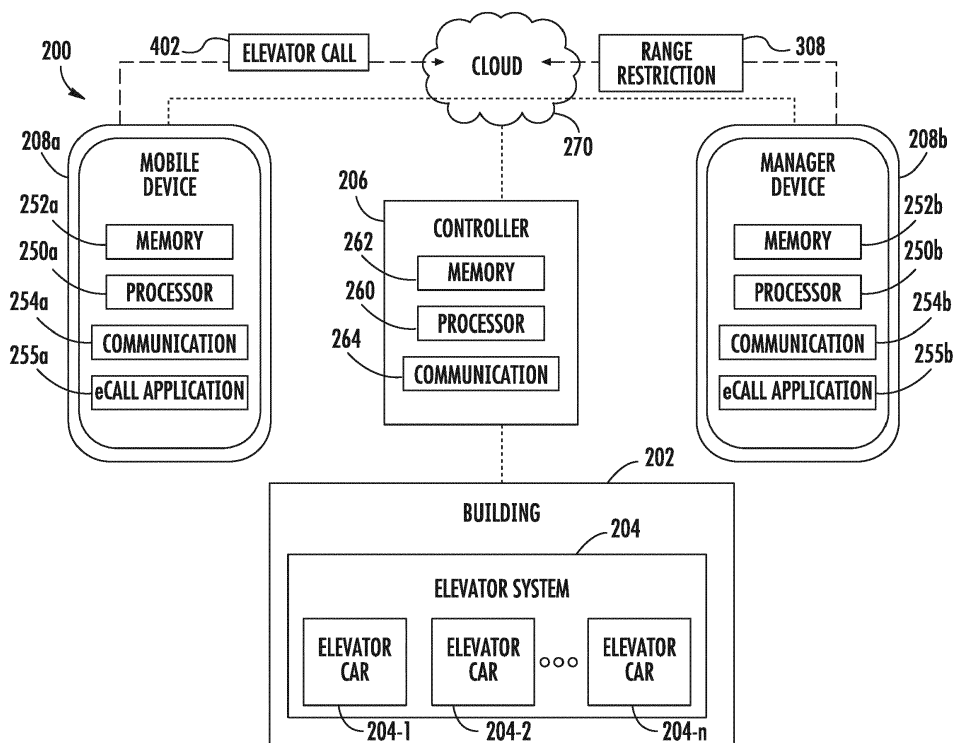 402
ELEVATOR CALL
CLOUD
RANGE
RESTRICTION
308
200
270
208a
MOBILE
DEVICE
252a
MEMORY
250a
PROCESSOR
254a
COMMUNICATION
255a
eCALL APPLICATION
206
CONTROLLER
262
MEMORY
260
PROCESSOR
264
COMMUNICATION
MANAGER
DEVICE
208b
MEMORY
252b
PROCESSOR
250b
COMMUNICATION
254b
eCALL APPLICATION
255b
202
BUILDING
204
ELEVATOR SYSTEM
ELEVATOR
CAR
204-1
ELEVATOR
CAR
204-2
ELEVATOR
CAR
204-n